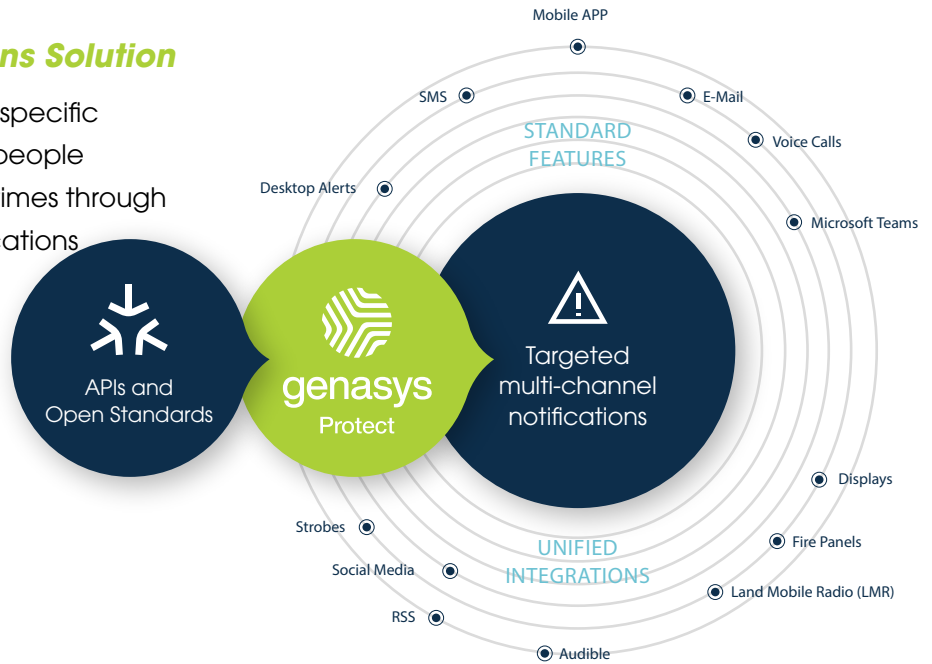 ns Solution
specific
people
imes through
cations
Mobile APP
SMS
E-Mail
STANDARD
FEATURES
Voice Calls
Desktop Alerts
Microsoft Teams
APIs and
Open Standards
genasys
Protect
Targeted
multi-channel
notifications
Displays
Strobes
Fire Panels
UNIFIED
INTEGRATIONS
Social Media
Land Mobile Radio (LMR)
RSS
Audible